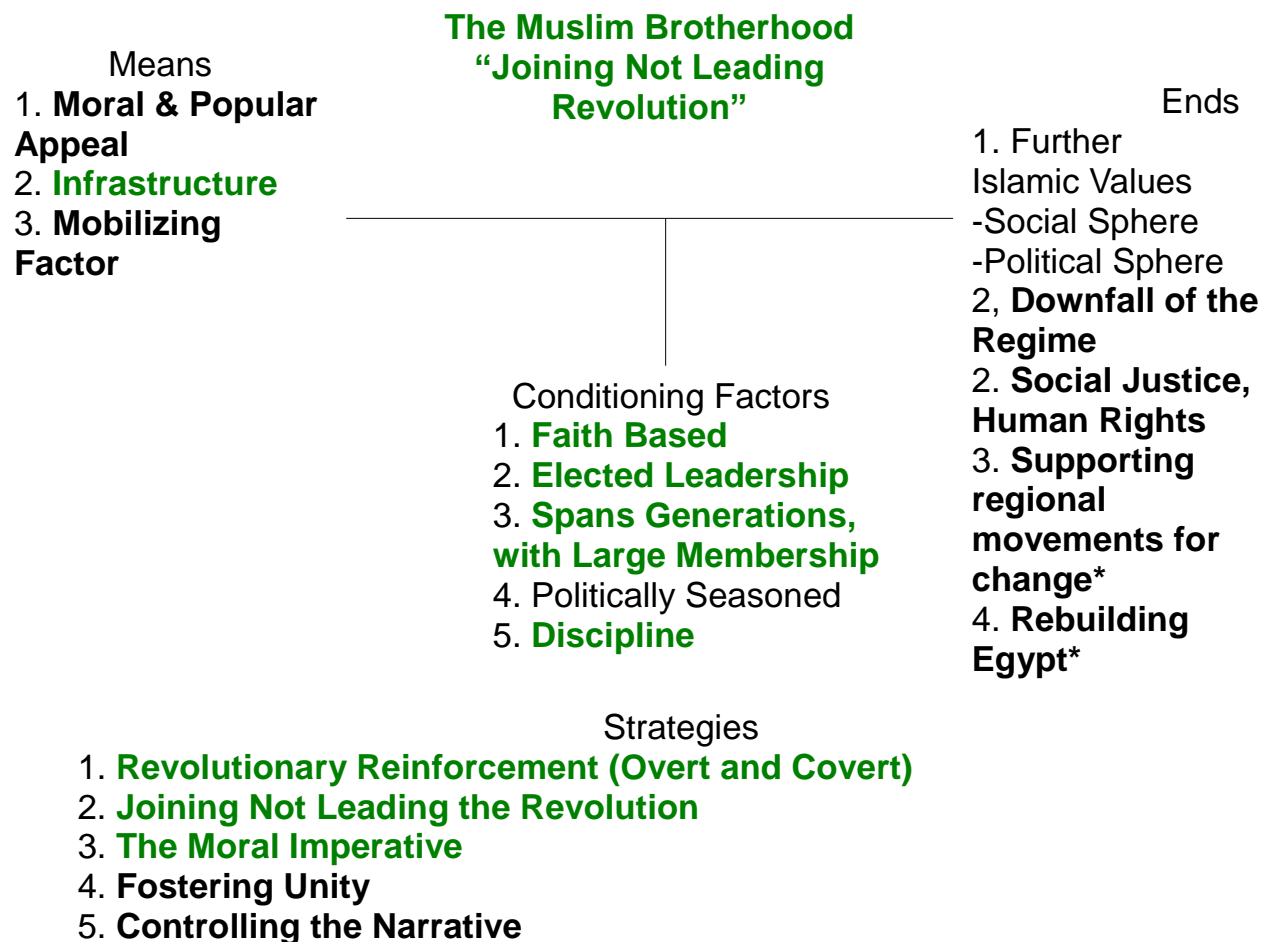 The Muslim Brotherhood
“Joining Not Leading
Revolution”
Means
1. Moral & Popular
Appeal
2. Infrastructure
3. Mobilizing
Factor
Ends
1. Further
Islamic Values
-Social Sphere
-Political Sphere
2, Downfall of the
Regime
2. Social Justice,
Human Rights
3. Supporting
regional
movements for
change*
4. Rebuilding
Egypt*
Conditioning Factors
1. Faith Based
2. Elected Leadership
3. Spans Generations,
with Large Membership
4. Politically Seasoned
5. Discipline
Strategies
1. Revolutionary Reinforcement (Overt and Covert)
2. Joining Not Leading the Revolution
3. The Moral Imperative
4. Fostering Unity
5. Controlling the Narrative